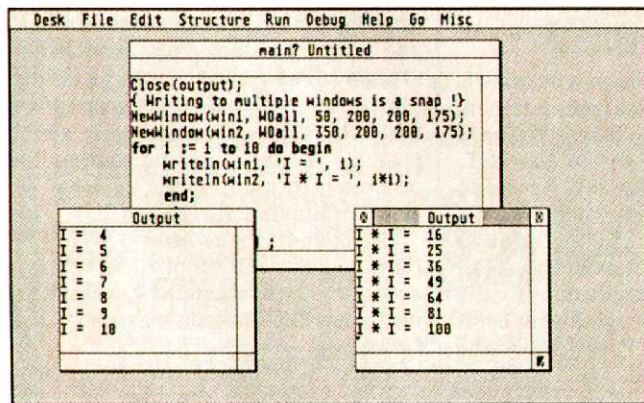 Desk File Edit Structure Run Debug Help Go Misc
main? Untitled
Close(output);
{ Writing to multiple windows is a snap !}
NewWindow(win1, WOall, 50, 200, 200, 175);
NewWindow(win2, WOall, 350, 200, 200, 175);
for i := 1 to 10 do begin
writeln(win1, 'I = ', i);
writeln(win2, 'I * I = ', i*i);
end;
;
Output
I = 4
I = 5
I = 6
I = 7
I = 8
I = 9
I = 10
Output
I * I = 16
I * I = 25
I * I = 36
I * I = 49
I * I = 64
I * I = 81
I * I = 100